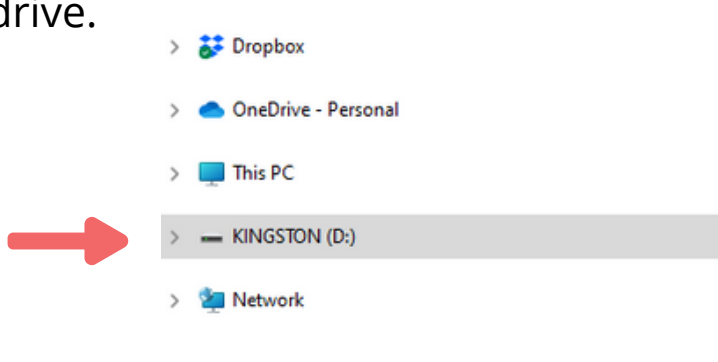 drive.
Dropbox
OneDrive - Personal
This PC
KINGSTON (D:)
Network